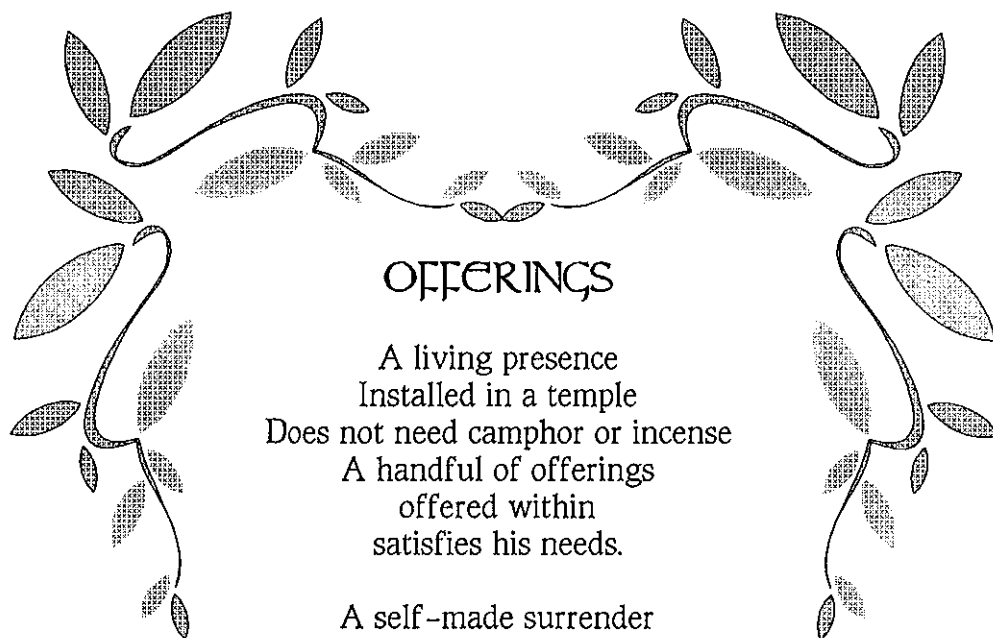 OFFERINGS
A living presence
Installed in a temple
Does not need camphor or incense
A handful of offerings
offered within
satisfies his needs.
A self-made surrender